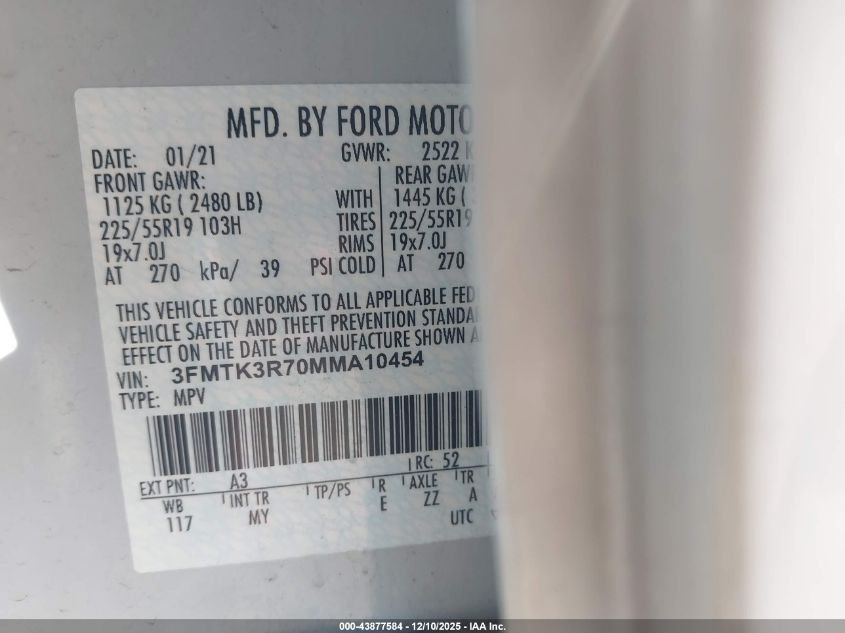 MFD. BY FORD MOTO
DATE: 01/21 GVWR: 2522 K
FRONT GAWR: REAR GAW
1125 KG ( 2480 LB) WITH 1445 KG (
225/55R19 103H TIRES 225/55R19
19x7.0J RIMS 19x7.0J
AT 270 kPa/ 39 PSI COLD AT 270
THIS VEHICLE CONFORMS TO ALL APPLICABLE FED
VEHICLE SAFETY AND THEFT PREVENTION STANDA
EFFECT ON THE DATE OF MANUFACTURE SHOWN A
VIN: 3FMTK3R70MMA10454
TYPE: MPV
EXT PNT: A3 RC: 52
WB INT TR TP/PS R AXLE TR
117 MY E ZZ A
UTC
000-43877584 - 12/10/2025 - IAA Inc.